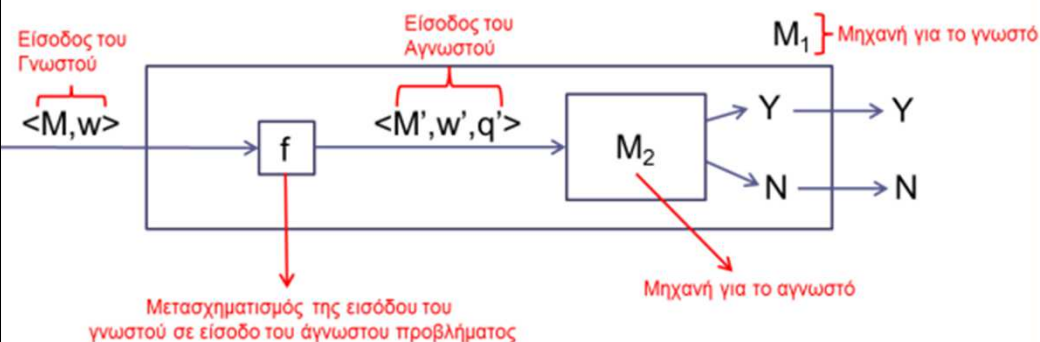 Είσοδος του
Γνωστού
Είσοδος του
Αγνωστού
M₁
Μηχανή για το γνωστό
<M,w>
f
<M’,w’,q’>
M₂
Y
Y
N
N
Μηχανή για το αγνωστό
Μετασχηματισμός της εισόδου του
γνωστού σε είσοδο του άγνωστου προβλήματος